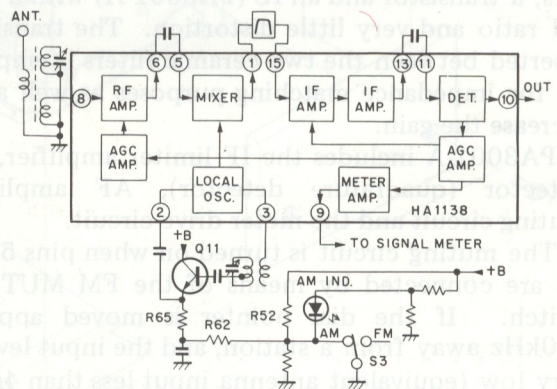 ANT.
6 5 1 15 13 11
8 RF AMP. MIXER IF AMP. IF AMP. DET. 10 OUT
AGC AMP. LOCAL OSC. METER AMP. AGC AMP.
HA1138
2 3 9
+B
TO SIGNAL METER
Q11
+B
AM IND.
R65 R62 R52
AM FM
S3